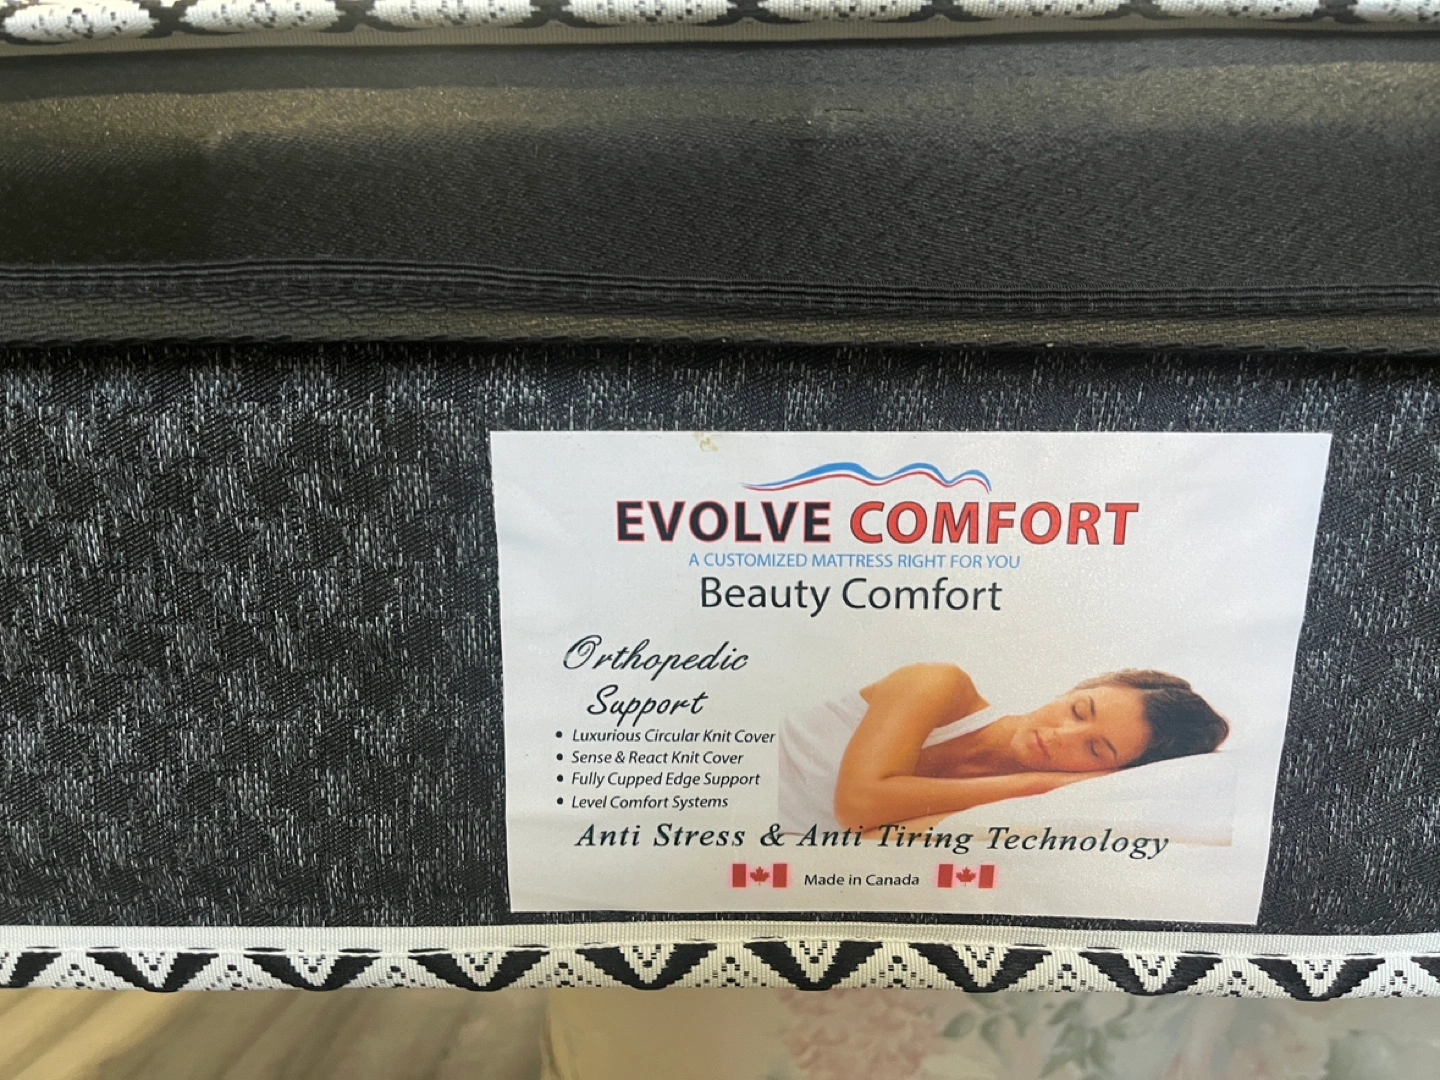 EVOLVE COMFORT
A CUSTOMIZED MATTRESS RIGHT FOR YOU
Beauty Comfort
Orthopedic
Support
• Luxurious Circular Knit Cover
• Sense & React Knit Cover
• Fully Cupped Edge Support
• Level Comfort Systems
Anti Stress & Anti Tiring Technology
Made in Canada